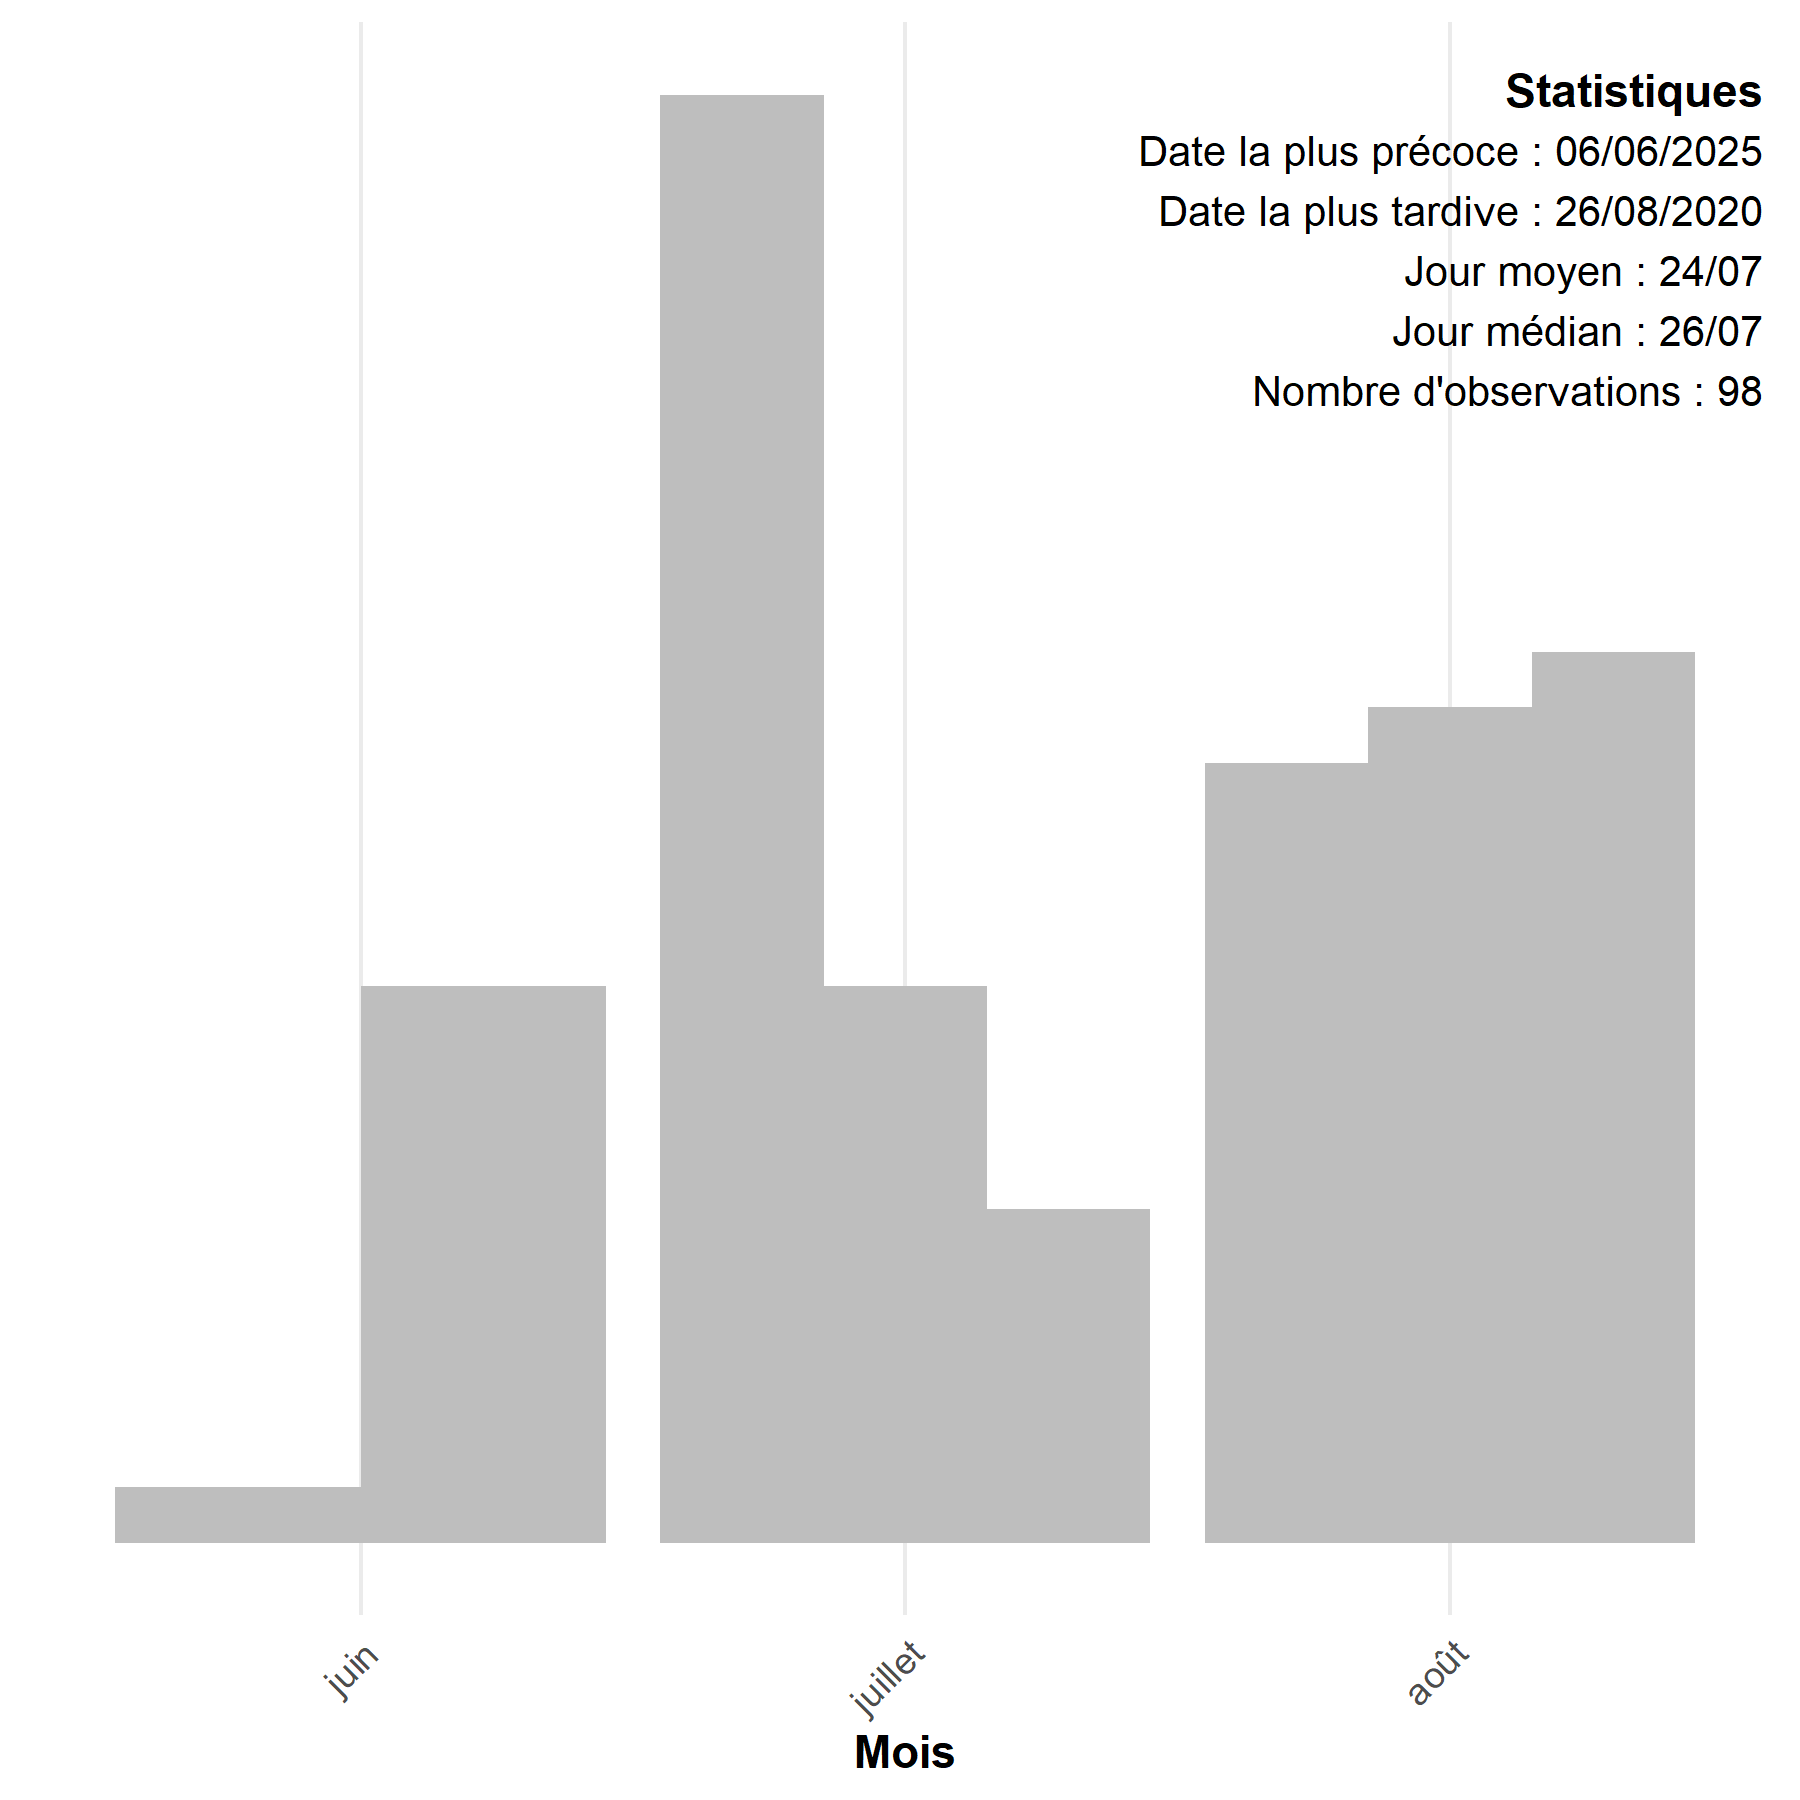 Statistiques
Date la plus précoce : 06/06/2025
Date la plus tardive : 26/08/2020
Jour moyen : 24/07
Jour médian : 26/07
Nombre d'observations : 98
juin
juillet
août
Mois